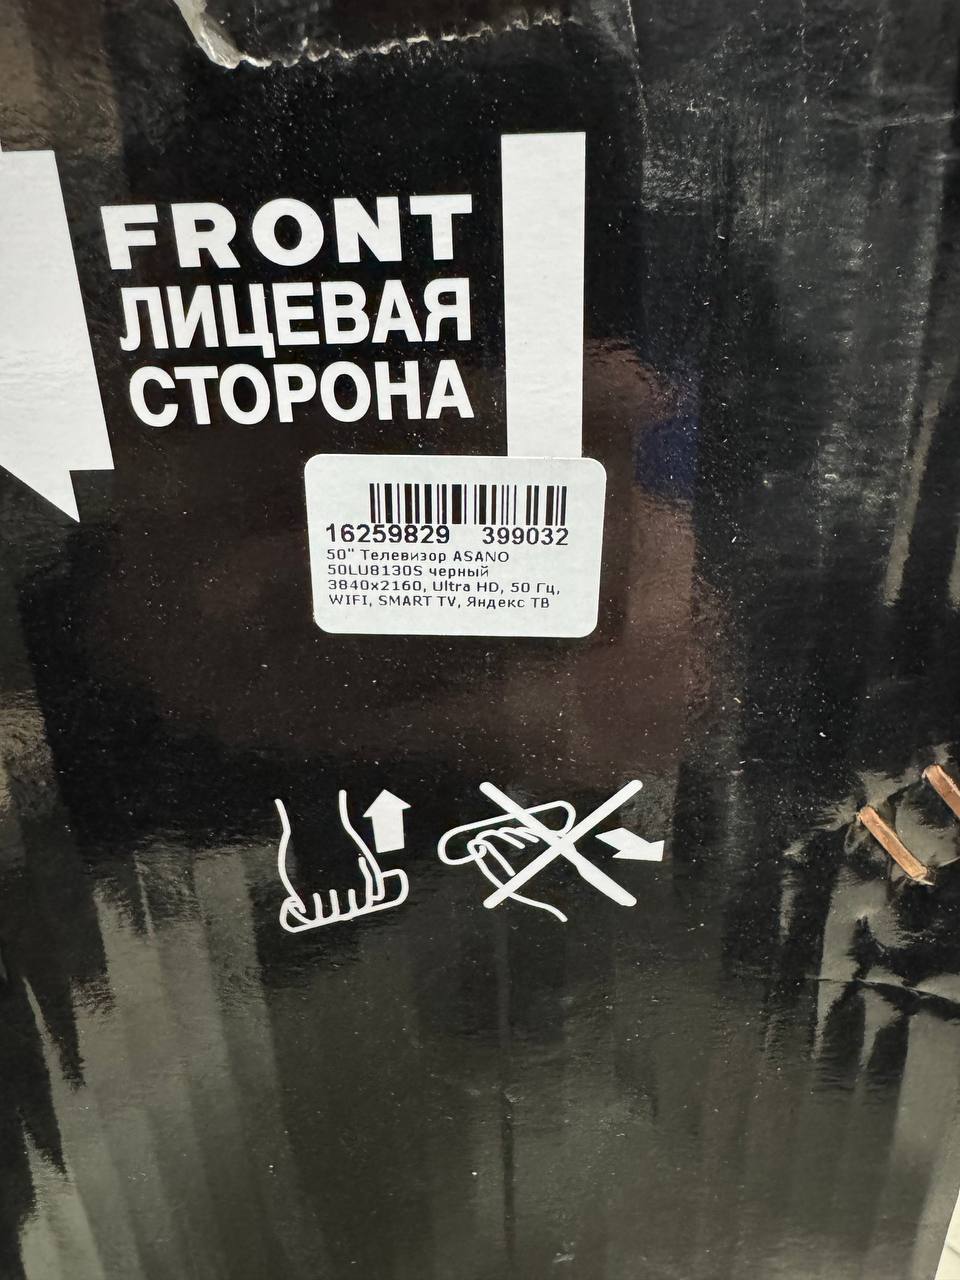 FRONT
ЛИЦЕВАЯ
СТОРОНА
16259829 399032
50" Телевизор ASANO
50LU8130S черный
3840x2160, Ultra HD, 50 Гц,
WIFI, SMART TV, Яндекс ТВ